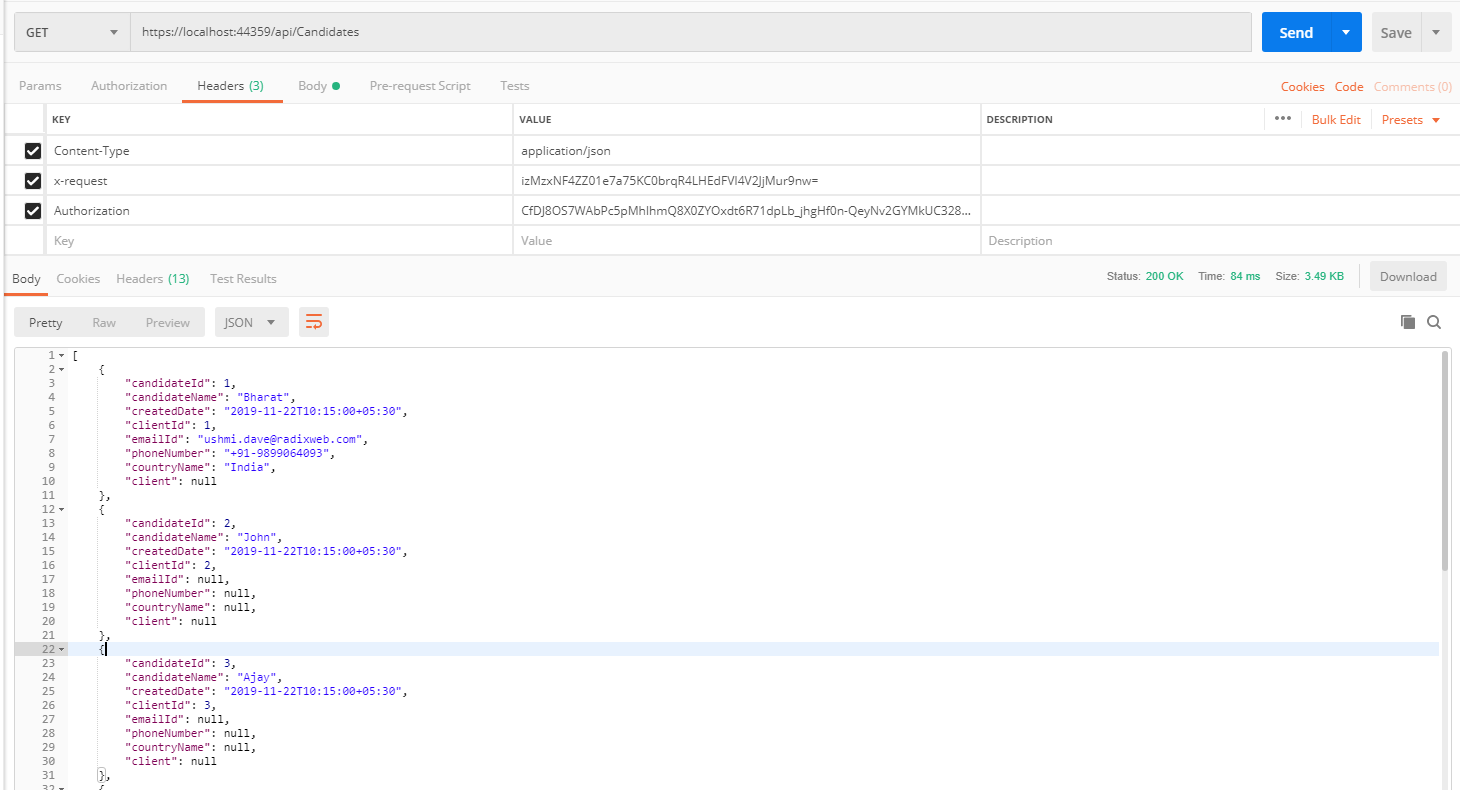 GET https://localhost:44359/api/Candidates Send Save
Params Authorization Headers (3) Body Pre-request Script Tests Cookies Code Comments (0)
KEY VALUE DESCRIPTION ••• Bulk Edit Presets
Content-Type application/json
x-request izMzxNF4ZZ01e7a75KC0brqR4LHEdFVI4V2JjMur9nw=
Authorization CfDJ8OS7WAbPc5pMhIhmQ8X0ZYOxdt6R71dpLb_jhgHf0n-QeyNv2GYMkUC328...
Key Value Description
Body Cookies Headers (13) Test Results Status: 200 OK Time: 84 ms Size: 3.49 KB Download
Pretty Raw Preview JSON
1 [
2 {
3 "candidateId": 1,
4 "candidateName": "Bharat",
5 "createdDate": "2019-11-22T10:15:00+05:30",
6 "clientId": 1,
7 "emailId": "ushmi.dave@radixweb.com",
8 "phoneNumber": "+91-9899064093",
9 "countryName": "India",
10 "client": null
11 },
12 {
13 "candidateId": 2,
14 "candidateName": "John",
15 "createdDate": "2019-11-22T10:15:00+05:30",
16 "clientId": 2,
17 "emailId": null,
18 "phoneNumber": null,
19 "countryName": null,
20 "client": null
21 },
22 {
23 "candidateId": 3,
24 "candidateName": "Ajay",
25 "createdDate": "2019-11-22T10:15:00+05:30",
26 "clientId": 3,
27 "emailId": null,
28 "phoneNumber": null,
29 "countryName": null,
30 "client": null
31 },
32 {